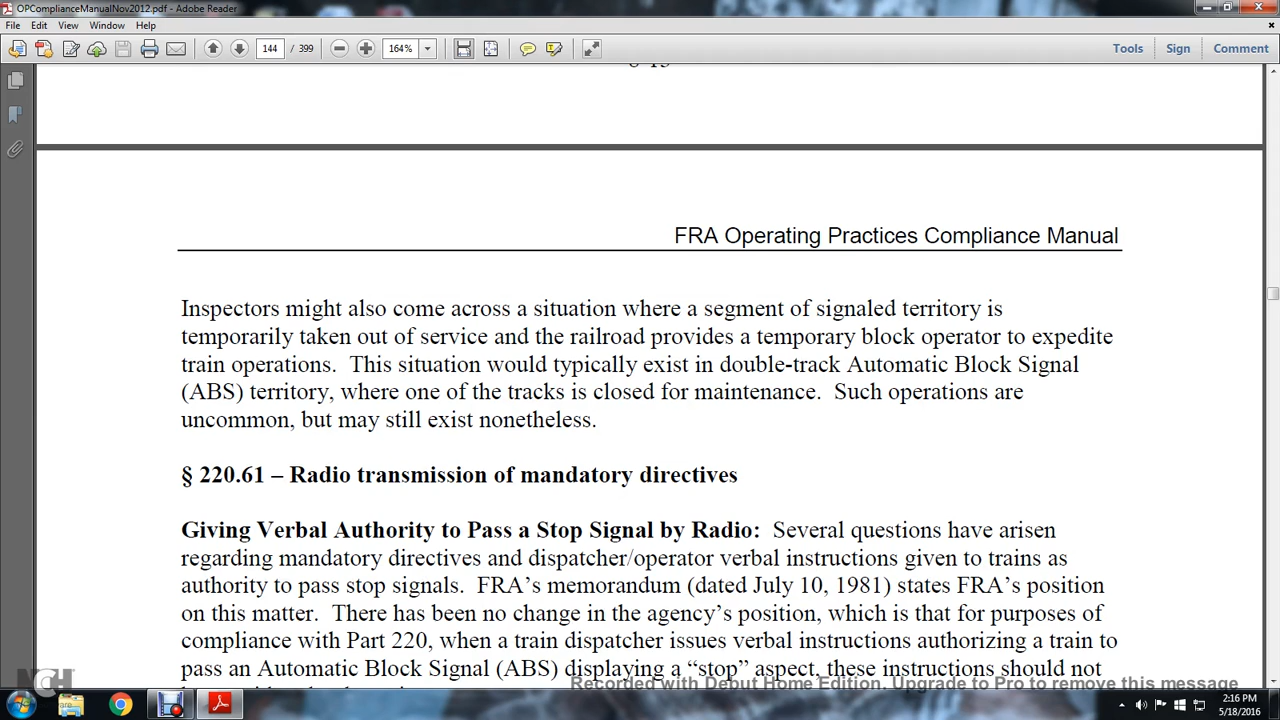 OPComplianceManualNov2012.pdf - Adobe Reader
File Edit View Window Help
144 / 399 164% Tools Sign Comment
FRA Operating Practices Compliance Manual
Inspectors might also come across a situation where a segment of signaled territory is
temporarily taken out of service and the railroad provides a temporary block operator to expedite
train operations. This situation would typically exist in double-track Automatic Block Signal
(ABS) territory, where one of the tracks is closed for maintenance. Such operations are
uncommon, but may still exist nonetheless.
§ 220.61 – Radio transmission of mandatory directives
Giving Verbal Authority to Pass a Stop Signal by Radio: Several questions have arisen
regarding mandatory directives and dispatcher/operator verbal instructions given to trains as
authority to pass stop signals. FRA's memorandum (dated July 10, 1981) states FRA's position
on this matter. There has been no change in the agency's position, which is that for purposes of
compliance with Part 220, when a train dispatcher issues verbal instructions authorizing a train to
pass an Automatic Block Signal (ABS) displaying a “stop” aspect, these instructions should not
Recorded with Debut Home Edition. Upgrade to Pro to remove this message
NCH
2:16 PM
5/18/2016